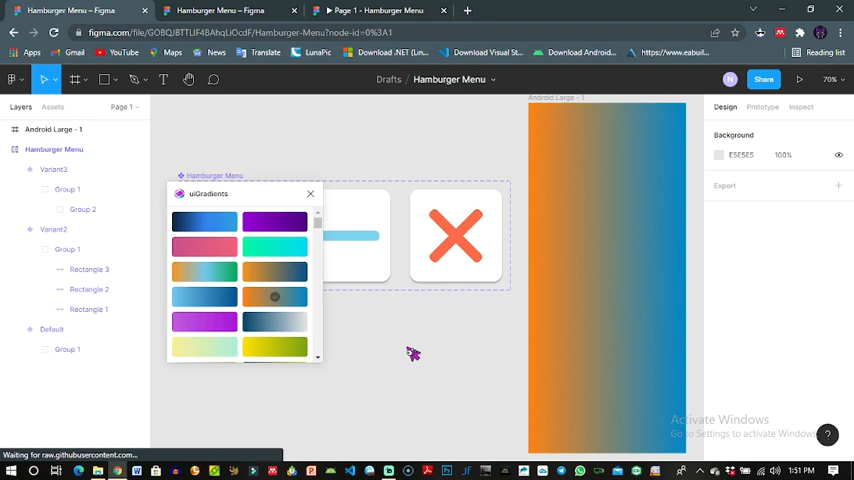 Hamburger Menu – Figma
Hamburger Menu – Figma
Page 1 - Hamburger Menu
figma.com/file/GOBQJBTTLIF4BAhqLiOcdF/Hamburger-Menu?node-id=0%3A1
Apps
Gmail
YouTube
Maps
News
Translate
LunaPic
Download .NET (Lin...
Download Visual Stu...
Download Android...
https://www.eabuil...
Reading list
Drafts / Hamburger Menu
N
Share
70%
Layers
Assets
Page 1
Design
Prototype
Inspect
Android Large - 1
Hamburger Menu
Variant3
Group 1
Group 2
Variant2
Group 1
Rectangle 3
Rectangle 2
Rectangle 1
Default
Group 1
Hamburger Menu
uiGradients
Android Large - 1
Background
E5E5E5
100%
Export
Activate Windows
Go to Settings to activate Windows.
?
Waiting for raw.githubusercontent.com...
1:51 PM